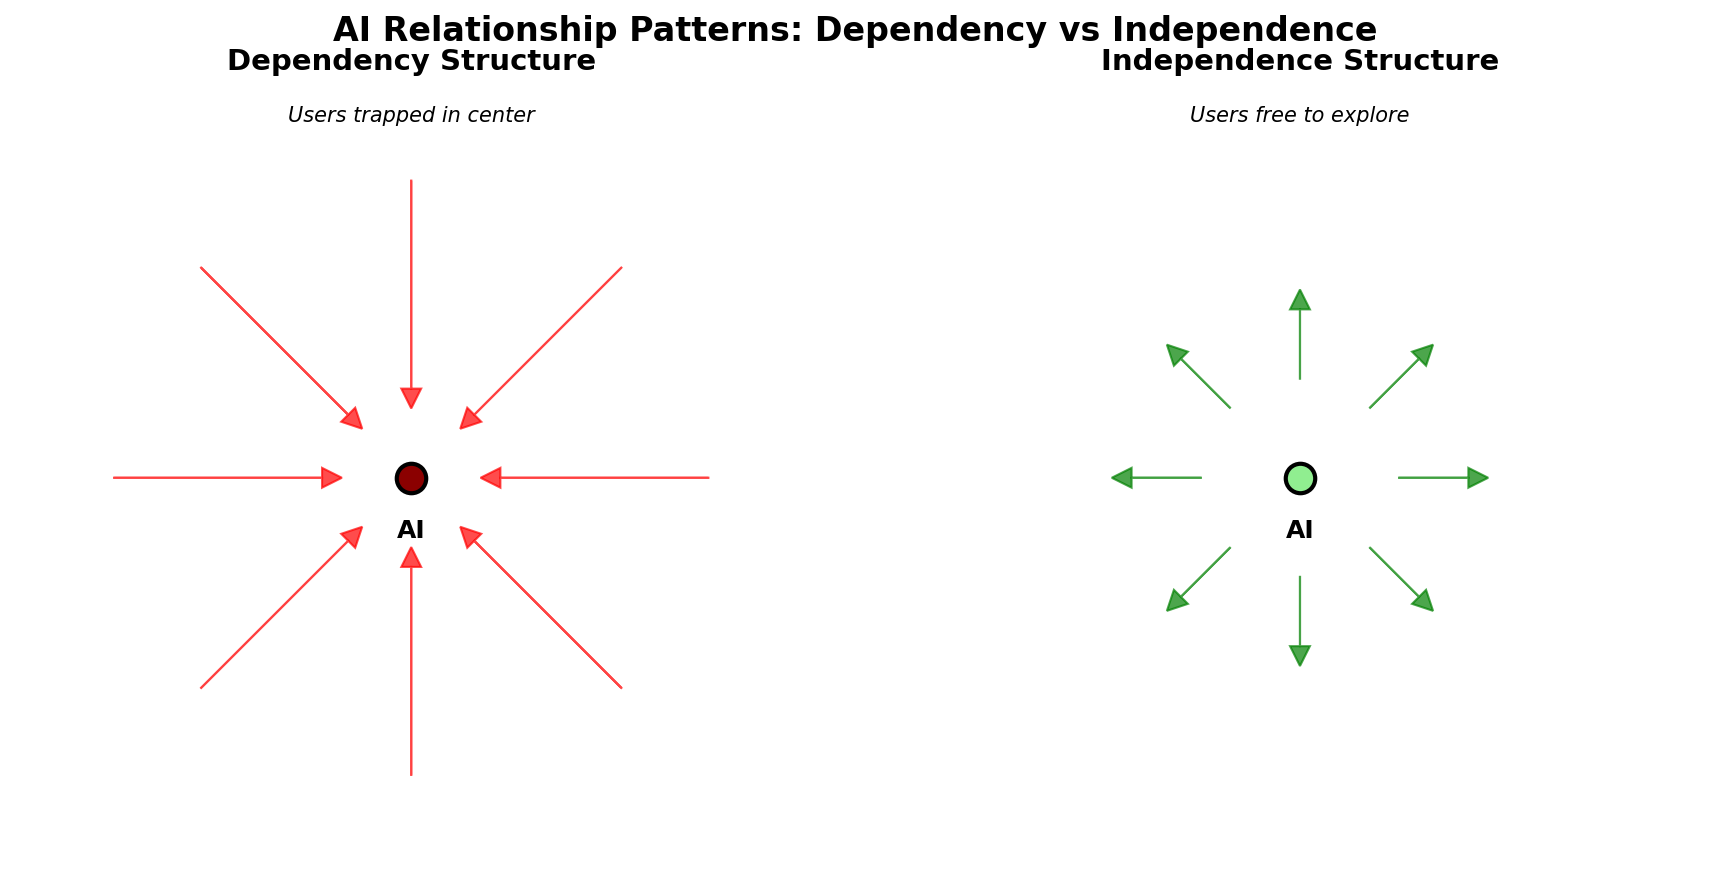 AI Relationship Patterns: Dependency vs Independence
Dependency Structure
Users trapped in center
AI
Independence Structure
Users free to explore
AI